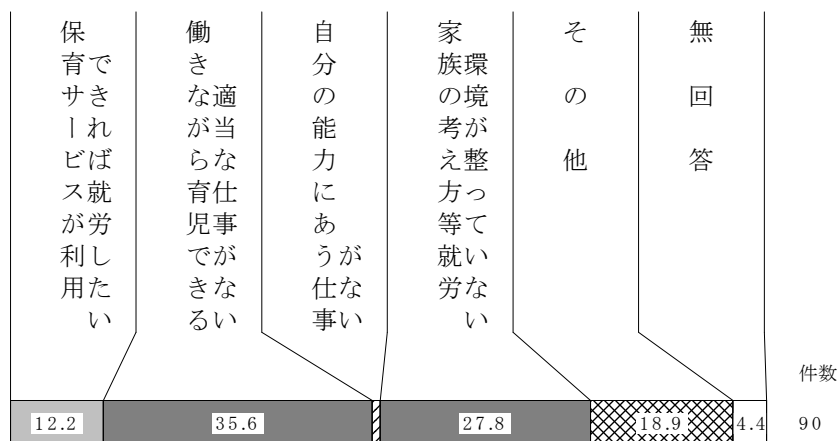 保育サービスが利用
できれば就労したい
働きながら育児できる
適当な仕事がない
自分の能力にあう仕事
がない
家族の考え方等就労
環境が整っていない
その他
無回答
件数
12.2 35.6 27.8 18.9 4.4 90